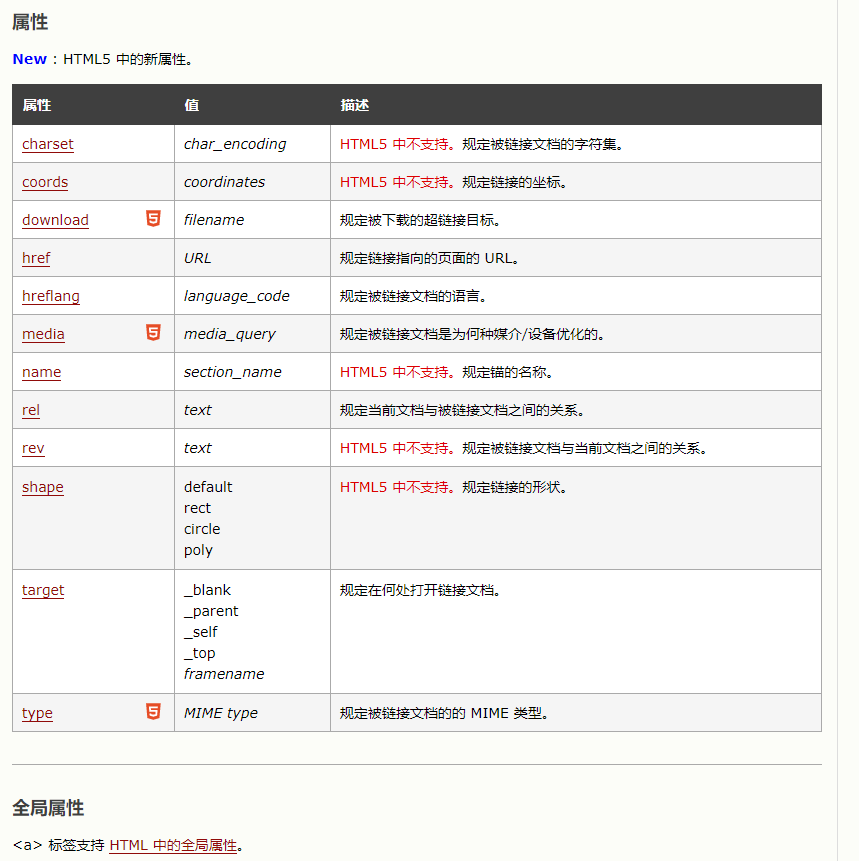 属性
New : HTML5 中的新属性。
属性 值 描述
charset char_encoding HTML5 中不支持。规定被链接文档的字符集。
coords coordinates HTML5 中不支持。规定链接的坐标。
download 5 filename 规定被下载的超链接目标。
href URL 规定链接指向的页面的 URL。
hreflang language_code 规定被链接文档的语言。
media 5 media_query 规定被链接文档是为何种媒介/设备优化的。
name section_name HTML5 中不支持。规定锚的名称。
rel text 规定当前文档与被链接文档之间的关系。
rev text HTML5 中不支持。规定被链接文档与当前文档之间的关系。
shape default HTML5 中不支持。规定链接的形状。
rect
circle
poly
target _blank 规定在何处打开链接文档。
_parent
_self
_top
framename
type 5 MIME type 规定被链接文档的的 MIME 类型。
全局属性
<a> 标签支持 HTML 中的全局属性。